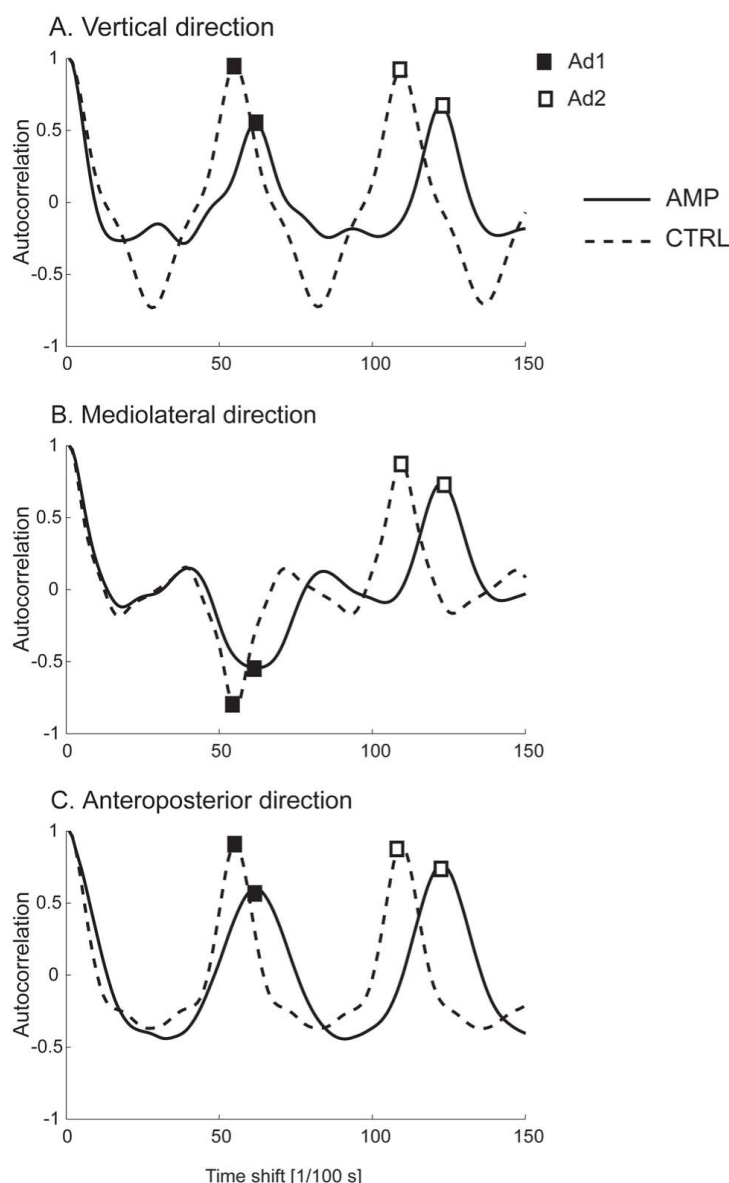 A. Vertical direction
Ad1
Ad2
AMP
CTRL
Autocorrelation
1
0.5
0
-0.5
-1
0
50
100
150
B. Mediolateral direction
Autocorrelation
1
0.5
0
-0.5
-1
0
50
100
150
C. Anteroposterior direction
Autocorrelation
1
0.5
0
-0.5
-1
0
50
100
150
Time shift [1/100 s]